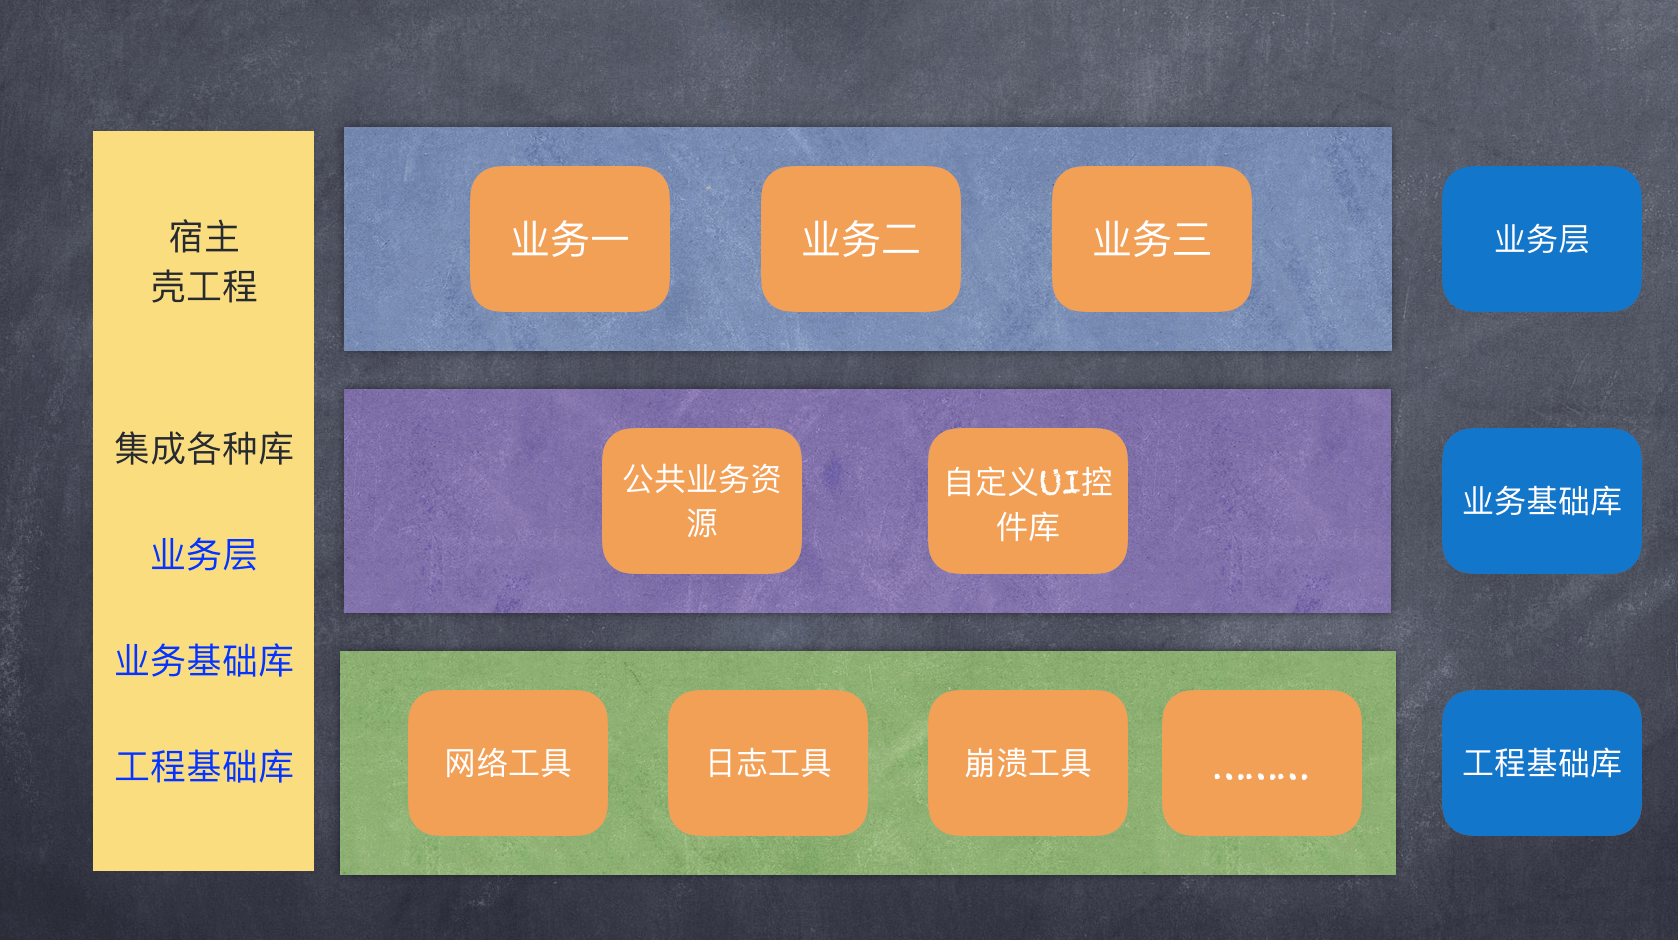 宿主
壳工程
集成各种库
业务层
业务基础库
工程基础库
业务一
业务二
业务三
业务层
公共业务资
源
自定义UI控
件库
业务基础库
网络工具
日志工具
崩溃工具
………
工程基础库